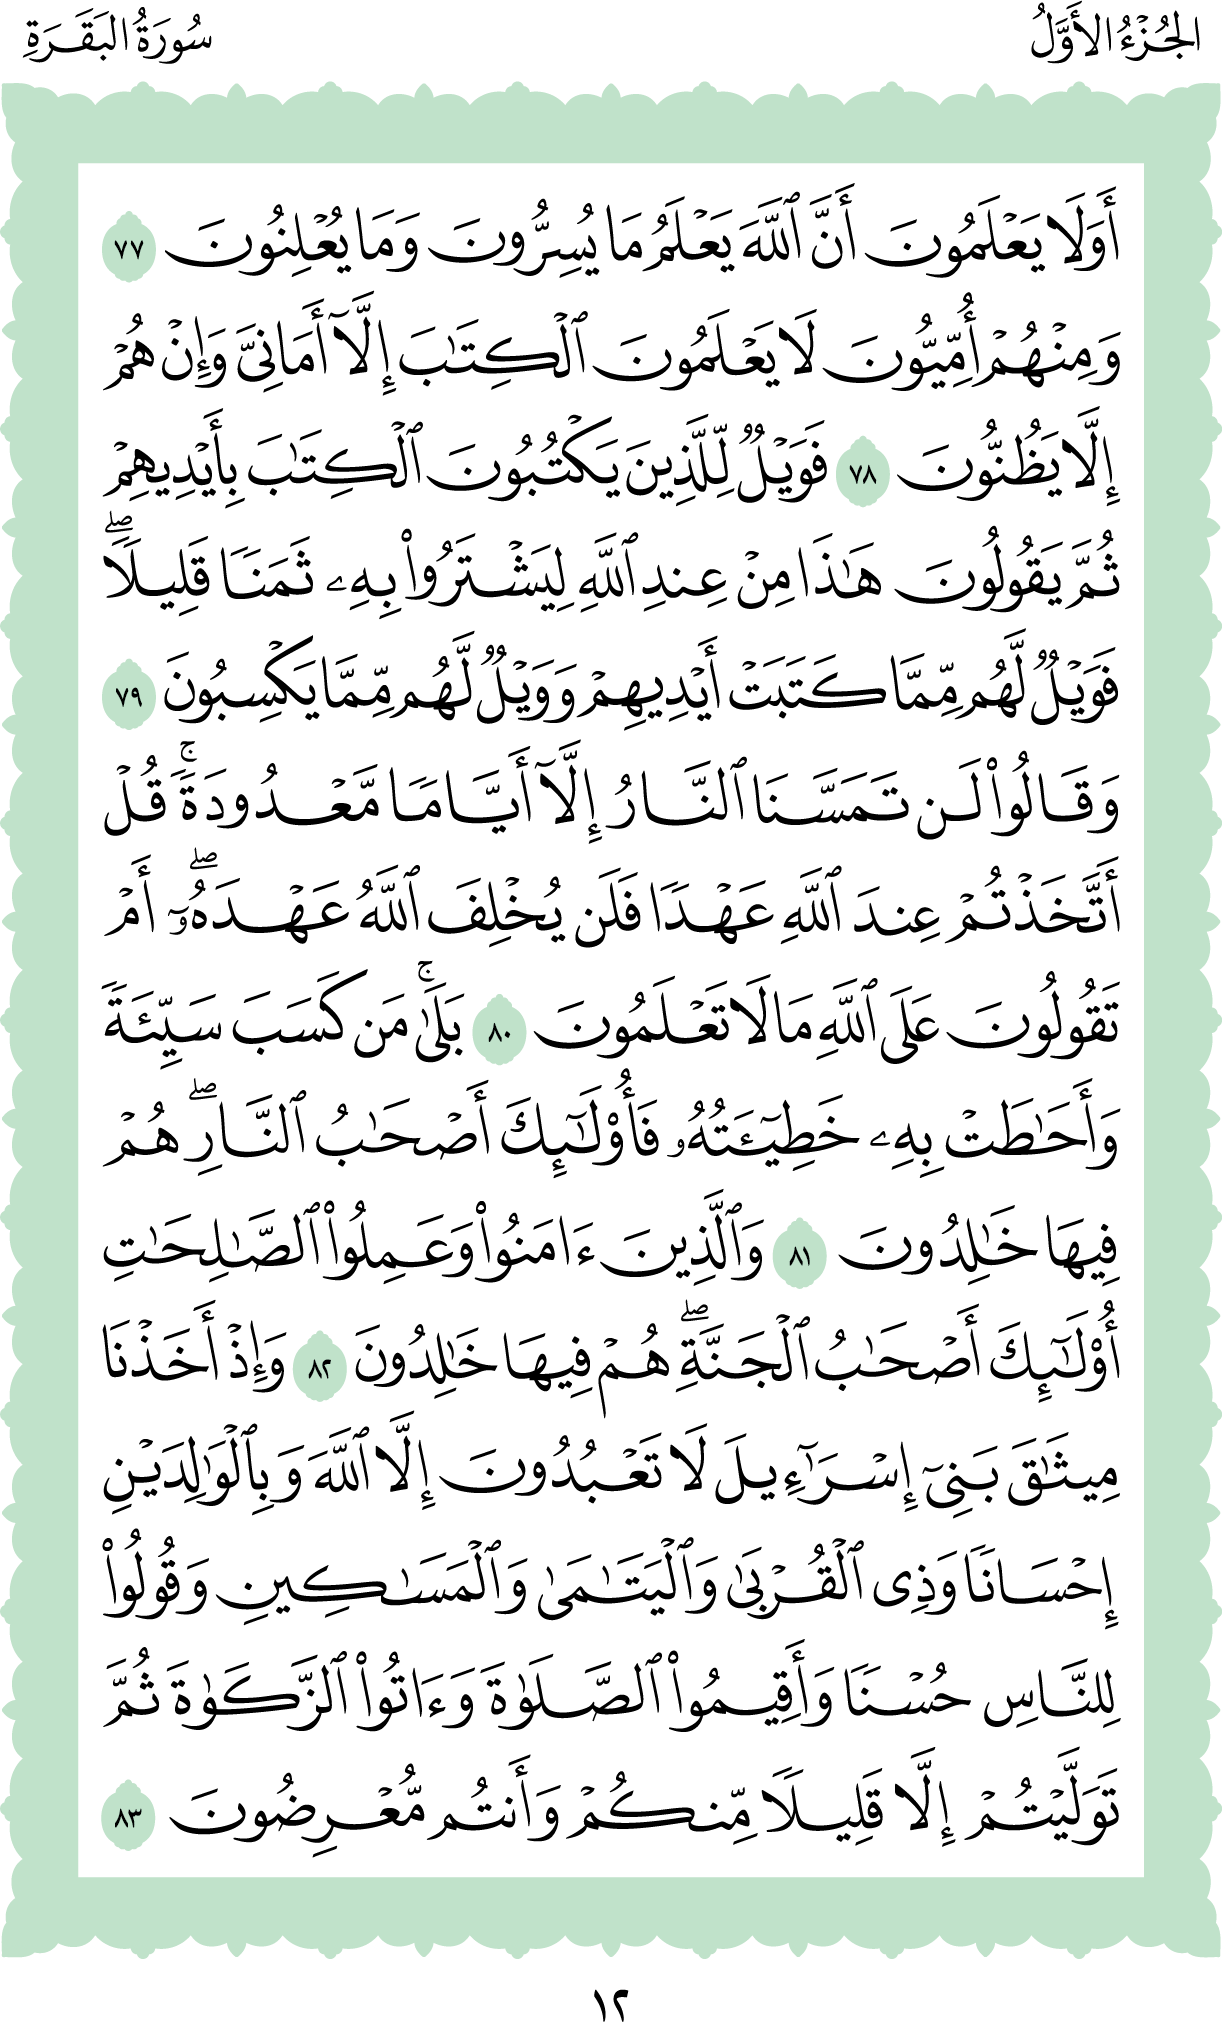 الجُزْءُ الأَوَّلُ
سُورَةُ البَقَرَةِ
أَوَلَا يَعۡلَمُونَ أَنَّ ٱللَّهَ يَعۡلَمُ مَا يُسِرُّونَ وَمَا يُعۡلِنُونَ ٧٧
وَمِنۡهُمۡ أُمِّيُّونَ لَا يَعۡلَمُونَ ٱلۡكِتَٰبَ إِلَّآ أَمَانِيَّ وَإِنۡ هُمۡ
إِلَّا يَظُنُّونَ ٧٨ فَوَيۡلٞ لِّلَّذِينَ يَكۡتُبُونَ ٱلۡكِتَٰبَ بِأَيۡدِيهِمۡ
ثُمَّ يَقُولُونَ هَٰذَا مِنۡ عِندِ ٱللَّهِ لِيَشۡتَرُواْ بِهِۦ ثَمَنٗا قَلِيلٗاۖ
فَوَيۡلٞ لَّهُم مِّمَّا كَتَبَتۡ أَيۡدِيهِمۡ وَوَيۡلٞ لَّهُم مِّمَّا يَكۡسِبُونَ ٧٩
وَقَالُواْ لَن تَمَسَّنَا ٱلنَّارُ إِلَّآ أَيَّامٗا مَّعۡدُودَةٗۚ قُلۡ
أَتَّخَذۡتُمۡ عِندَ ٱللَّهِ عَهۡدٗا فَلَن يُخۡلِفَ ٱللَّهُ عَهۡدَهُۥٓۖ أَمۡ
تَقُولُونَ عَلَى ٱللَّهِ مَا لَا تَعۡلَمُونَ ٨٠ بَلَىٰۚ مَن كَسَبَ سَيِّئَةٗ
وَأَحَٰطَتۡ بِهِۦ خَطِيٓـَٔتُهُۥ فَأُوْلَٰٓئِكَ أَصۡحَٰبُ ٱلنَّارِۖ هُمۡ
فِيهَا خَٰلِدُونَ ٨١ وَٱلَّذِينَ ءَامَنُواْ وَعَمِلُواْ ٱلصَّٰلِحَٰتِ
أُوْلَٰٓئِكَ أَصۡحَٰبُ ٱلۡجَنَّةِۖ هُمۡ فِيهَا خَٰلِدُونَ ٨٢ وَإِذۡ أَخَذۡنَا
مِيثَٰقَ بَنِيٓ إِسۡرَٰٓءِيلَ لَا تَعۡبُدُونَ إِلَّا ٱللَّهَ وَبِٱلۡوَٰلِدَيۡنِ
إِحۡسَانٗا وَذِي ٱلۡقُرۡبَىٰ وَٱلۡيَتَٰمَىٰ وَٱلۡمَسَٰكِينِ وَقُولُواْ
لِلنَّاسِ حُسۡنٗا وَأَقِيمُواْ ٱلصَّلَوٰةَ وَءَاتُواْ ٱلزَّكَوٰةَ ثُمَّ
تَوَلَّيۡتُمۡ إِلَّا قَلِيلٗا مِّنكُمۡ وَأَنتُم مُّعۡرِضُونَ ٨٣
١٢